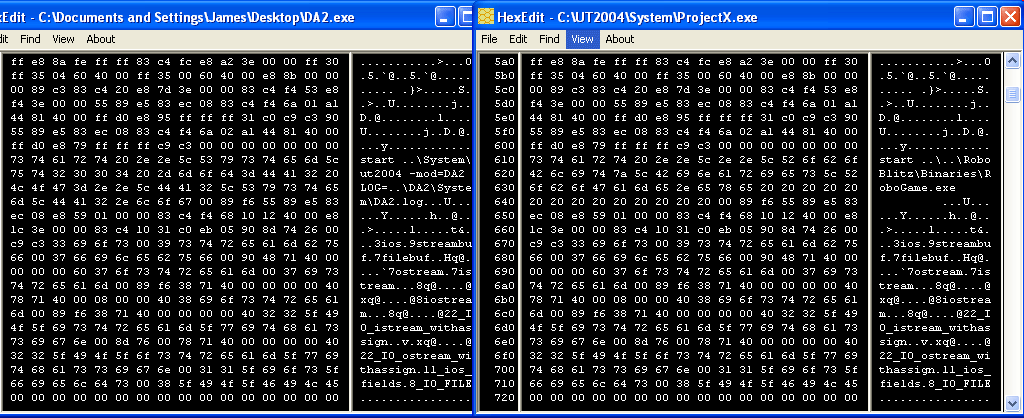 exEdit - C:\Documents and Settings\James\Desktop\DA2.exe
dit Find View About
ff e8 8a fe ff ff 83 c4 fc e8 a2 3e 00 00 ff 30 ..........>...0
ff 35 04 60 40 00 ff 35 00 60 40 00 e8 8b 00 00 .5.`@..5.`@....
00 89 c3 83 c4 20 e8 7d 3e 00 00 83 c4 f4 53 e8 ..... .}>.....S.
f4 3e 00 00 55 89 e5 83 ec 08 83 c4 f4 6a 01 a1 .>..U........j..
44 81 40 00 ff d0 e8 95 ff ff ff 31 c0 c9 c3 90 D.@........1....
55 89 e5 83 ec 08 83 c4 f4 6a 02 a1 44 81 40 00 U........j..D.@.
ff d0 e8 79 ff ff ff c9 c3 00 00 00 00 00 00 00 ...y............
73 74 61 72 74 20 2e 2e 5c 53 79 73 74 65 6d 5c start ..\System\
75 74 32 30 30 34 20 2d 6d 6f 64 3d 44 41 32 20 ut2004 -mod=DA2
4c 4f 47 3d 2e 2e 5c 44 41 32 5c 53 79 73 74 65 LOG=..\DA2\Syste
6d 5c 44 41 32 2e 6c 6f 67 00 89 f6 55 89 e5 83 m\DA2.log...U...
ec 08 e8 59 01 00 00 83 c4 f4 68 10 12 40 00 e8 ...Y......h..@..
1c 3e 00 00 83 c4 10 31 c0 eb 05 90 8d 74 26 00 .>.....1.....t&.
c9 c3 33 69 6f 73 00 39 73 74 72 65 61 6d 62 75 ..3ios.9streambu
66 00 37 66 69 6c 65 62 75 66 00 90 48 71 40 00 f.7filebuf..Hq@.
00 00 00 60 37 6f 73 74 72 65 61 6d 00 37 69 73 ...`7ostream.7is
74 72 65 61 6d 00 89 f6 38 71 40 00 00 00 00 40 tream...8q@....@
78 71 40 00 08 00 00 40 38 69 6f 73 74 72 65 61 xq@....@8iostrea
6d 00 89 f6 38 71 40 00 00 00 00 40 32 32 5f 49 m...8q@....@22_I
4f 5f 69 73 74 72 65 61 6d 5f 77 69 74 68 61 73 O_istream_withas
73 69 67 6e 00 8d 76 00 78 71 40 00 08 00 00 40 sign..v.xq@....@
32 32 5f 49 4f 5f 6f 73 74 72 65 61 6d 5f 77 69 22_IO_ostream_wi
74 68 61 73 73 69 67 6e 00 31 31 5f 69 6f 73 5f thassign.11_ios_
66 69 65 6c 64 73 00 38 5f 49 4f 5f 46 49 4c 45 fields.8_IO_FILE
00 00 00 00 00 00 00 00 00 00 00 00 00 00 00 00 ................
HexEdit - C:\UT2004\System\ProjectX.exe
File Edit Find View About
5a0 ff e8 8a fe ff ff 83 c4 fc e8 a2 3e 00 00 ff 30 ...........>...0
5b0 ff 35 04 60 40 00 ff 35 00 60 40 00 e8 8b 00 00 .5.`@..5.`@.....
5c0 00 89 c3 83 c4 20 e8 7d 3e 00 00 83 c4 f4 53 e8 ..... .}>.....S.
5d0 f4 3e 00 00 55 89 e5 83 ec 08 83 c4 f4 6a 01 a1 .>..U........j..
5e0 44 81 40 00 ff d0 e8 95 ff ff ff 31 c0 c9 c3 90 D.@........1....
5f0 55 89 e5 83 ec 08 83 c4 f4 6a 02 a1 44 81 40 00 U........j..D.@.
600 ff d0 e8 79 ff ff ff c9 c3 00 00 00 00 00 00 00 ...y............
610 73 74 61 72 74 20 2e 2e 5c 2e 2e 5c 52 6f 62 6f start ..\..\Robo
620 42 6c 69 74 7a 5c 42 69 6e 61 72 69 65 73 5c 52 Blitz\Binaries\R
630 6f 62 6f 47 61 6d 65 2e 65 78 65 20 20 20 20 20 oboGame.exe
640 20 20 20 20 20 20 20 20 20 20 89 f6 55 89 e5 83 ..U...
650 ec 08 e8 59 01 00 00 83 c4 f4 68 10 12 40 00 e8 ...Y......h..@..
660 1c 3e 00 00 83 c4 10 31 c0 eb 05 90 8d 74 26 00 .>.....1.....t&.
670 c9 c3 33 69 6f 73 00 39 73 74 72 65 61 6d 62 75 ..3ios.9streambu
680 66 00 37 66 69 6c 65 62 75 66 00 90 48 71 40 00 f.7filebuf..Hq@.
690 00 00 00 60 37 6f 73 74 72 65 61 6d 00 37 69 73 ...`7ostream.7is
6a0 74 72 65 61 6d 00 89 f6 38 71 40 00 00 00 00 40 tream...8q@....@
6b0 78 71 40 00 08 00 00 40 38 69 6f 73 74 72 65 61 xq@....@8iostrea
6c0 6d 00 89 f6 38 71 40 00 00 00 00 40 32 32 5f 49 m...8q@....@22_I
6d0 4f 5f 69 73 74 72 65 61 6d 5f 77 69 74 68 61 73 O_istream_withas
6e0 73 69 67 6e 00 8d 76 00 78 71 40 00 08 00 00 40 sign..v.xq@....@
6f0 32 32 5f 49 4f 5f 6f 73 74 72 65 61 6d 5f 77 69 22_IO_ostream_wi
700 74 68 61 73 73 69 67 6e 00 31 31 5f 69 6f 73 5f thassign.11_ios_
710 66 69 65 6c 64 73 00 38 5f 49 4f 5f 46 49 4c 45 fields.8_IO_FILE
720 00 00 00 00 00 00 00 00 00 00 00 00 00 00 00 00 ................